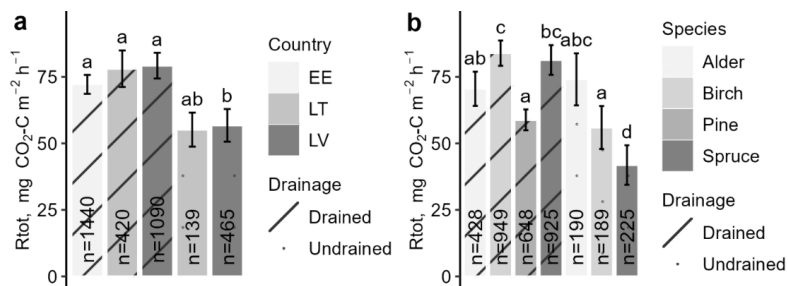 a
Rtot, mg CO₂-C m⁻² h⁻¹
75
50
25
0
a
a
a
ab
b
n=1440
n=420
n=1090
n=139
n=465
Country
EE
LT
LV
Drainage
Drained
Undrained
b
Rtot, mg CO₂-C m⁻² h⁻¹
75
50
25
0
ab
c
a
bc
abc
a
d
n=428
n=949
n=648
n=925
n=190
n=189
n=225
Species
Alder
Birch
Pine
Spruce
Drainage
Drained
Undrained